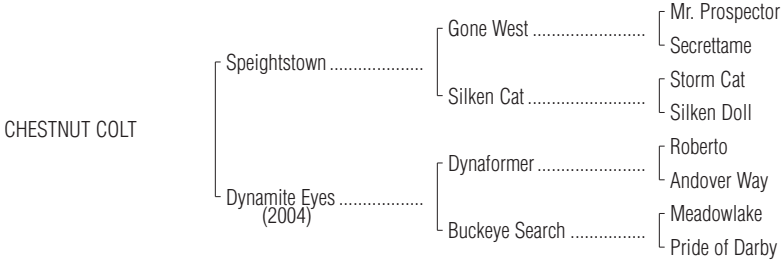 Mr. Prospector
Gone West ........................
Secrettame
Speightstown ....................
Storm Cat
Silken Cat .........................
Silken Doll
CHESTNUT COLT
Roberto
Dynaformer .......................
Andover Way
Dynamite Eyes ..................
(2004)
Meadowlake
Buckeye Search ................
Pride of Darby